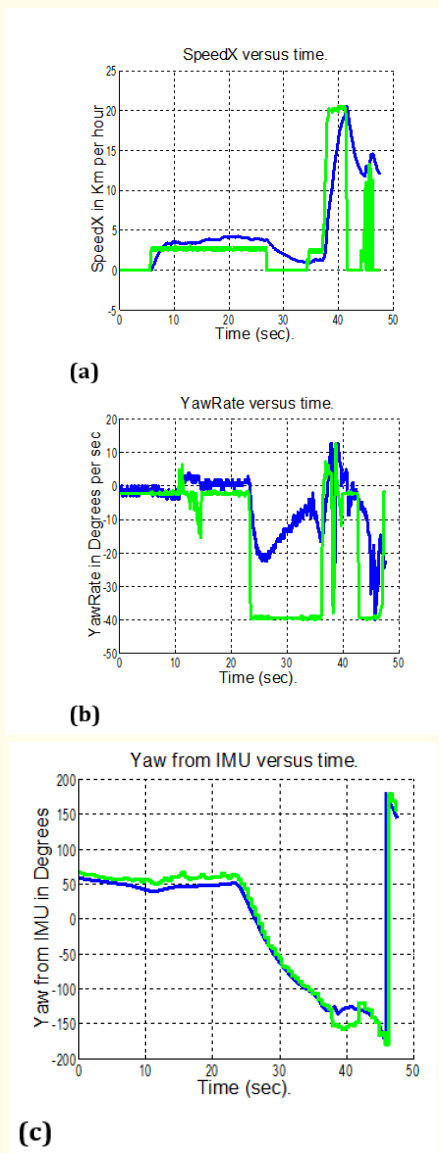 SpeedX versus time.
SpeedX in Km per hour
25
20
15
10
5
0
-5
0 10 20 30 40 50
Time (sec).
(a)
YawRate versus time.
YawRate in Degrees per sec
20
10
0
-10
-20
-30
-40
-50
0 10 20 30 40 50
Time (sec).
(b)
Yaw from IMU versus time.
Yaw from IMU in Degrees
200
150
100
50
0
-50
-100
-150
-200
0 10 20 30 40 50
Time (sec).
(c)